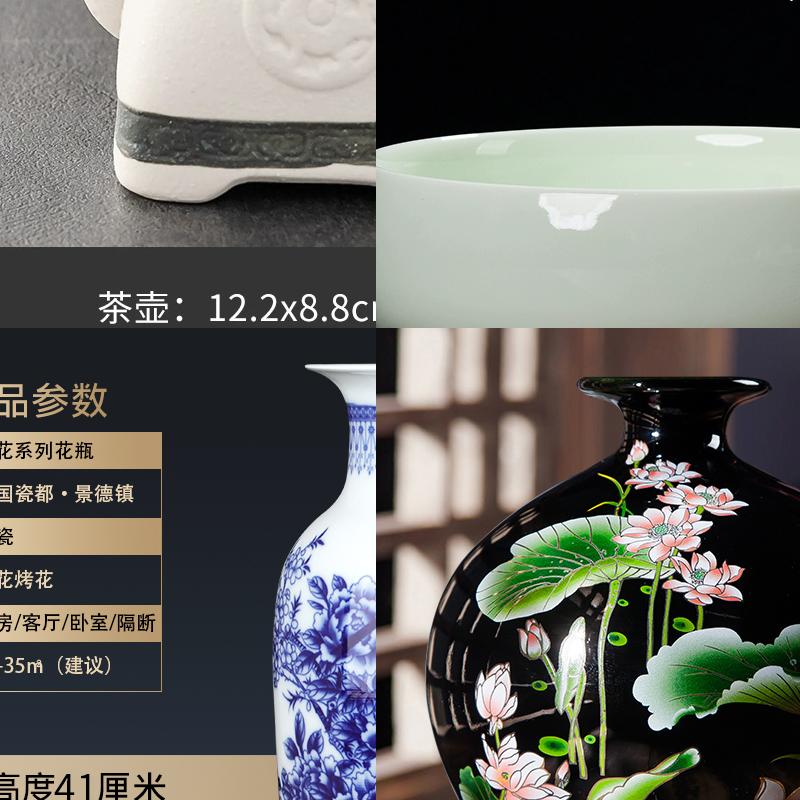 茶壶：12.2x8.8c
品参数
花系列花瓶
国瓷都·景德镇
瓷
花烤花
房/客厅/卧室/隔断
-35㎡（建议）
高度41厘米